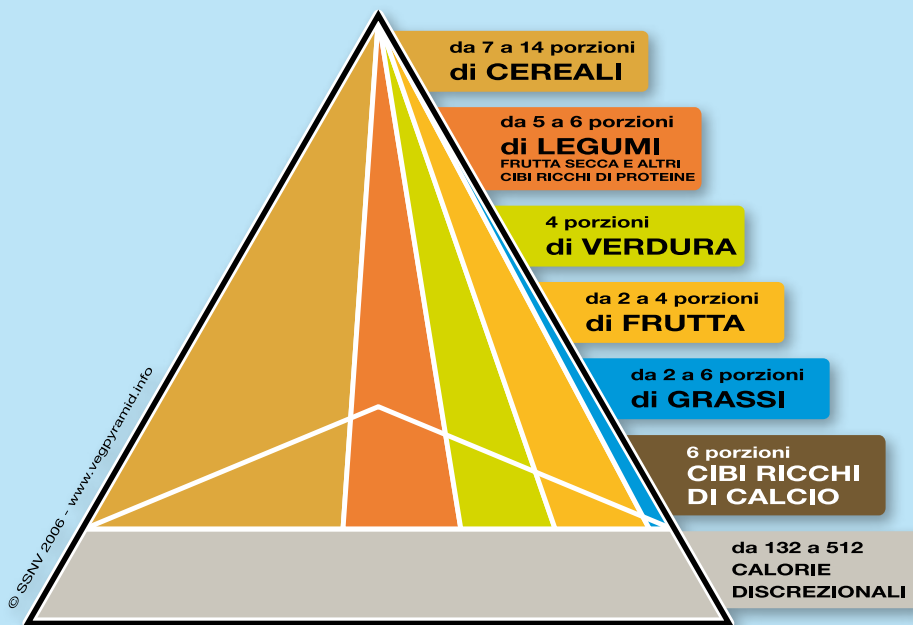 da 7 a 14 porzioni
di CEREALI
da 5 a 6 porzioni
di LEGUMI
FRUTTA SECCA E ALTRI
CIBI RICCHI DI PROTEINE
4 porzioni
di VERDURA
da 2 a 4 porzioni
di FRUTTA
da 2 a 6 porzioni
di GRASSI
6 porzioni
CIBI RICCHI
DI CALCIO
da 132 a 512
CALORIE
DISCREZIONALI
© SSNV 2006 - www.vegpyramid.info